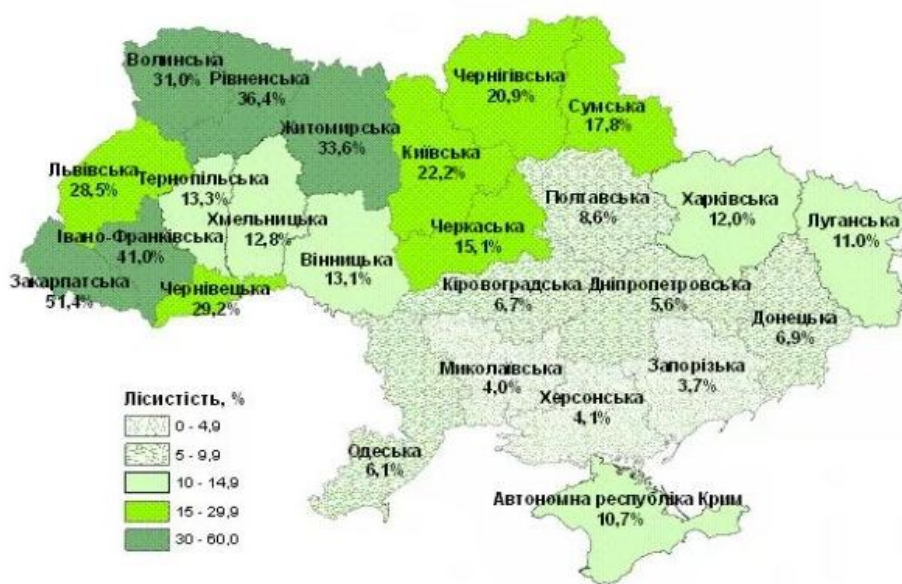 Волинська
31,0%
Рівненська
36,4%
Житомирська
33,6%
Чернігівська
20,9%
Сумська
17,8%
Київська
22,2%
Львівська
28,5%
Тернопільська
13,3%
Хмельницька
12,8%
Черкаська
15,1%
Полтавська
8,6%
Харківська
12,0%
Луганська
11.0%
Івано-Франківська
41,0%
Закарпатська
51,4%
Чернівецька
29,2%
Вінницька
13,1%
Кіровоградська
6,7%
Дніпропетровська
5,6%
Донецька
6,9%
Миколаївська
4,0%
Запорізька
3,7%
Херсонська
4,1%
Одеська
6,1%
Автономна республіка Крим
10,7%
Лісистість, %
0 - 4,9
5 - 9,9
10 - 14,9
15 - 29,9
30 - 60,0